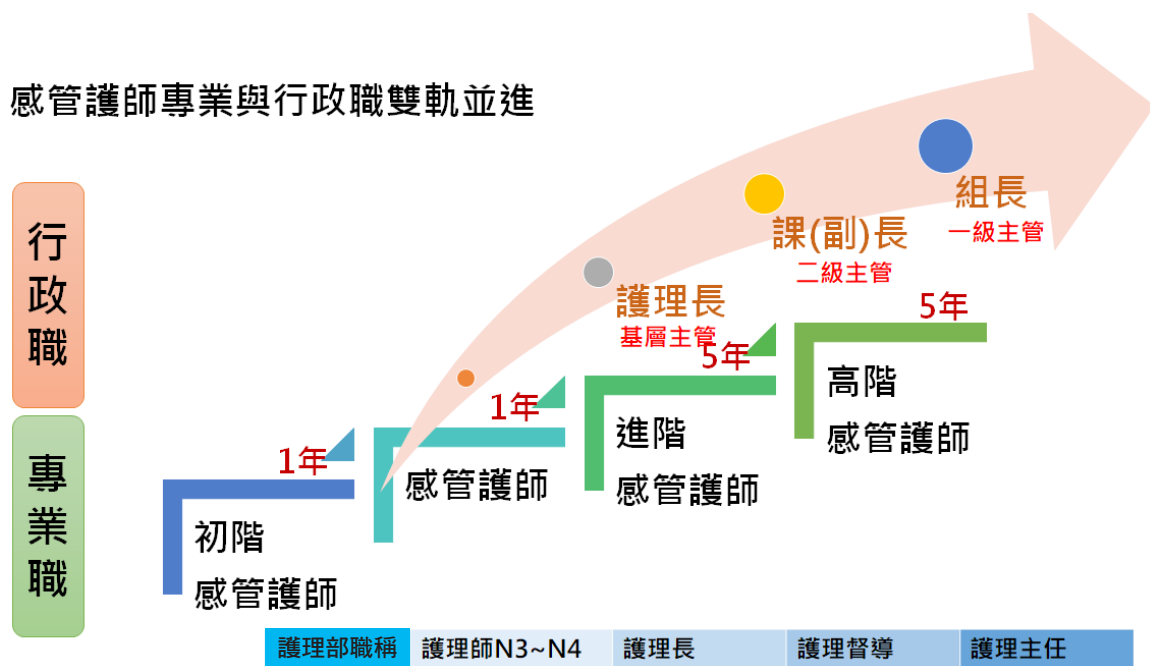 感管護師專業與行政職雙軌並進
行政職
專業職
組長
一級主管
課(副)長
二級主管
護理長
基層主管
5年
5年
1年
1年
高階
感管護師
進階
感管護師
感管護師
初階
感管護師
護理部職稱 護理師N3~N4 護理長 護理督導 護理主任